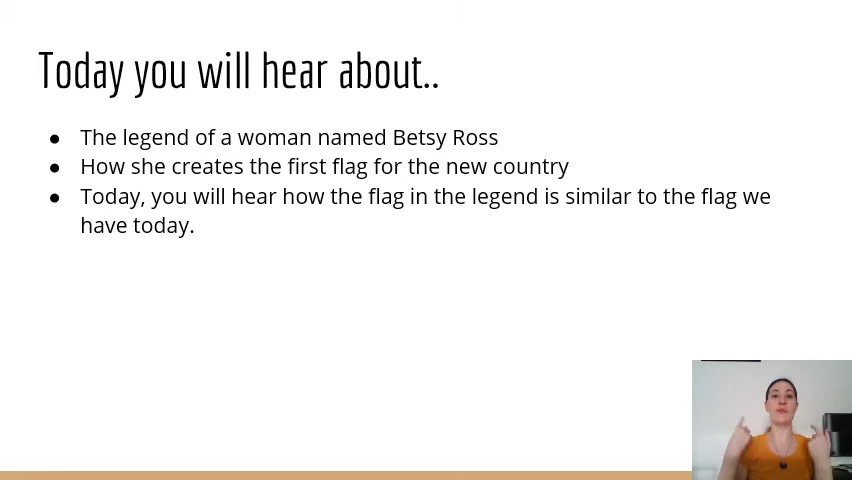 Today you will hear about..
● The legend of a woman named Betsy Ross
● How she creates the first flag for the new country
● Today, you will hear how the flag in the legend is similar to the flag we
have today.